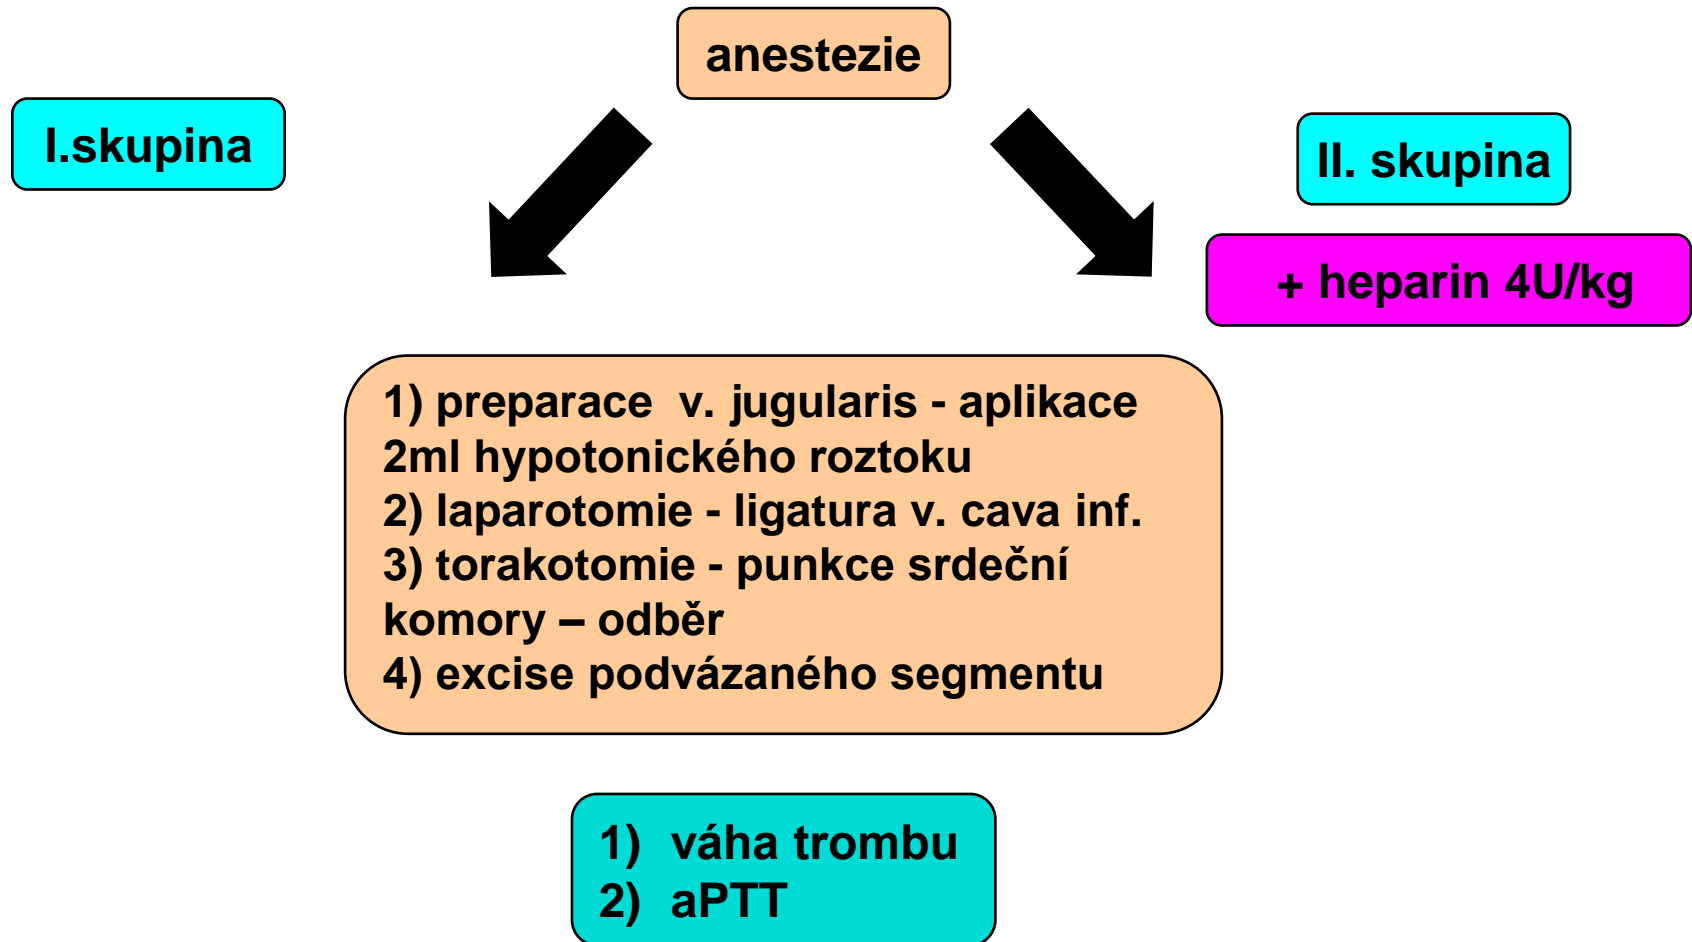 anestezie
I.skupina
II. skupina
+ heparin 4U/kg
1) preparace v. jugularis - aplikace
2ml hypotonického roztoku
2) laparotomie - ligatura v. cava inf.
3) torakotomie - punkce srdeční
komory – odběr
4) excise podvázaného segmentu
1) váha trombu
2) aPTT